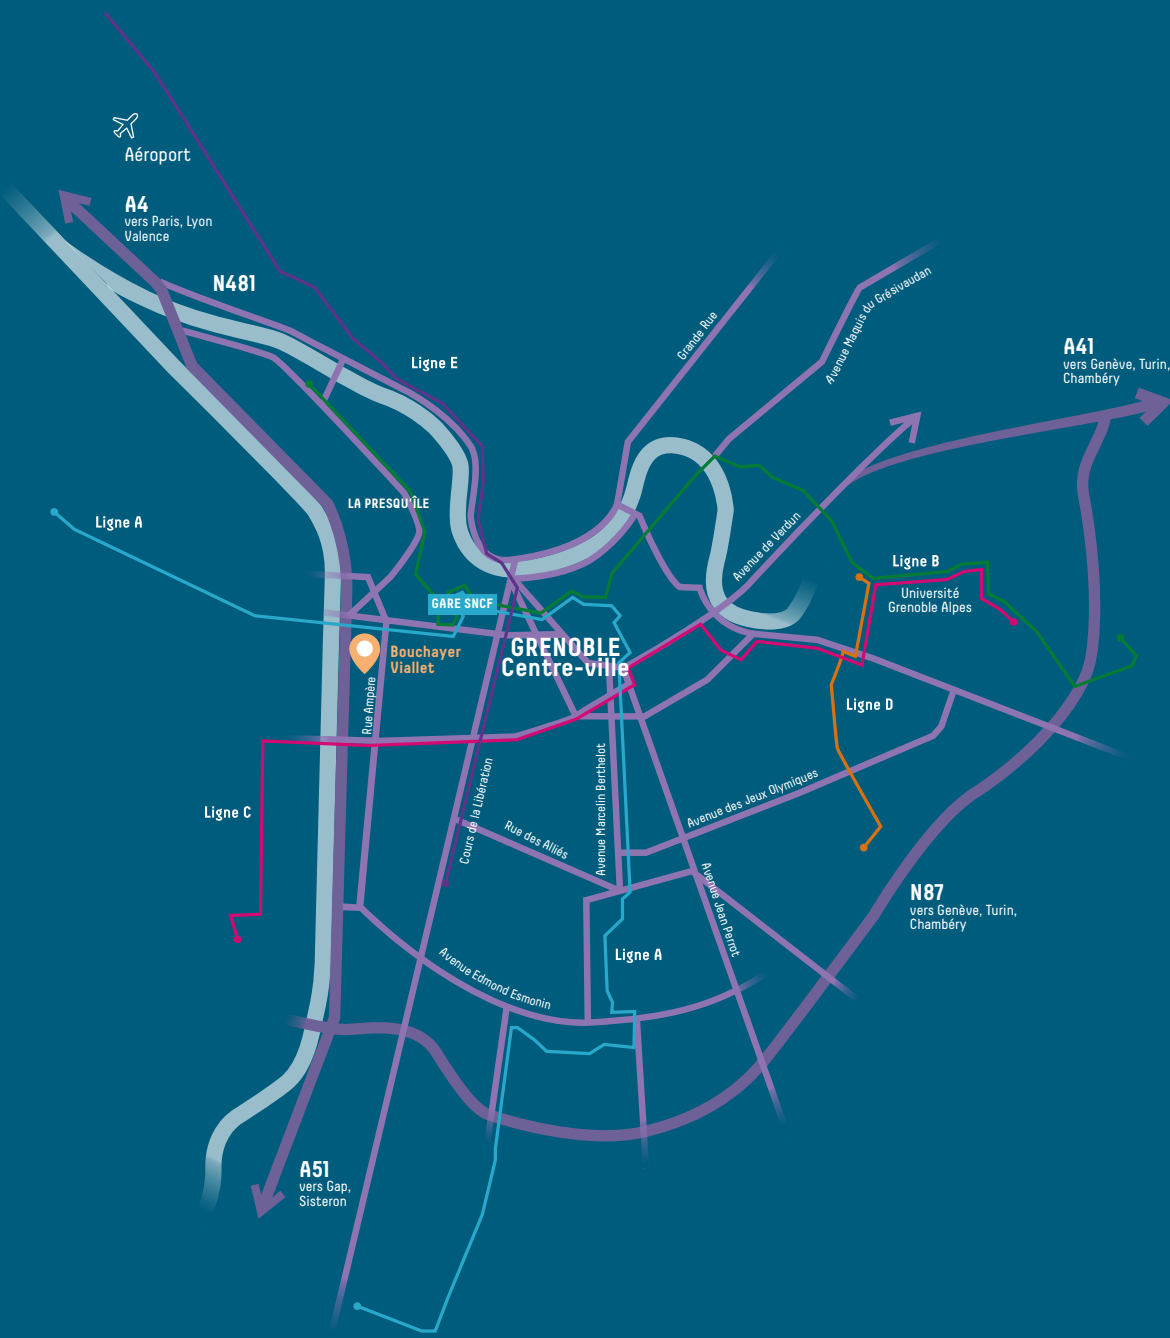 Aéroport
A4
vers Paris, Lyon
Valence
N481
Ligne E
Grande Rue
Avenue Maquis du Grésivaudan
A41
vers Genève, Turin,
Chambéry
LA PRESQU'ÎLE
Ligne A
Avenue de Verdun
Ligne B
Université
Grenoble Alpes
GARE SNCF
GRENOBLE
Centre-ville
Bouchayer
Viallet
Rue Ampère
Ligne D
Ligne C
Cours de la Libération
Rue des Alliés
Avenue Marcelin Berthelot
Avenue des Jeux Olymiques
Avenue Jean Perrot
N87
vers Genève, Turin,
Chambéry
Avenue Edmond Esmonin
Ligne A
A51
vers Gap,
Sisteron